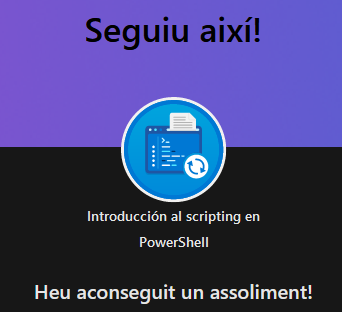 Seguiu així!
Introducción al scripting en
PowerShell
Heu aconseguit un assoliment!